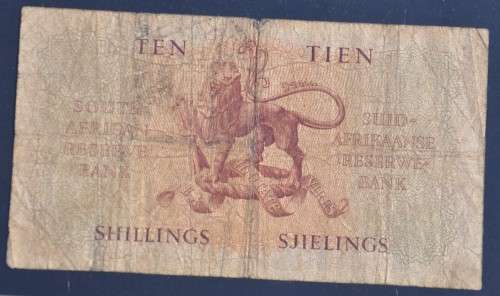 TEN TIEN
SOUTH
AFRICAN
RESERVE
BANK
SUID-
AFRIKAANSE
RESERWE-
BANK
SHILLINGS SJIELINGS